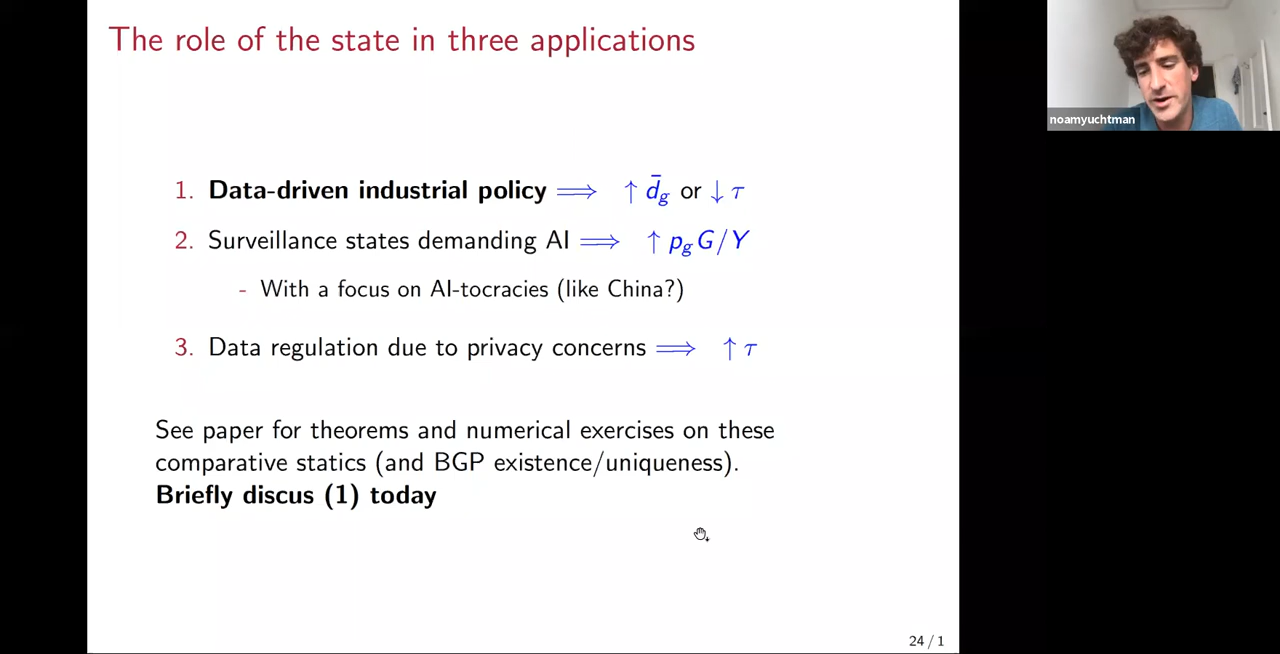 The role of the state in three applications
noamyuchtman
1. Data-driven industrial policy ⟹ ↑ d̄_g or ↓ τ
2. Surveillance states demanding AI ⟹ ↑ p_g G/Y
- With a focus on AI-tocracies (like China?)
3. Data regulation due to privacy concerns ⟹ ↑ τ
See paper for theorems and numerical exercises on these
comparative statics (and BGP existence/uniqueness).
Briefly discus (1) today
24 / 1